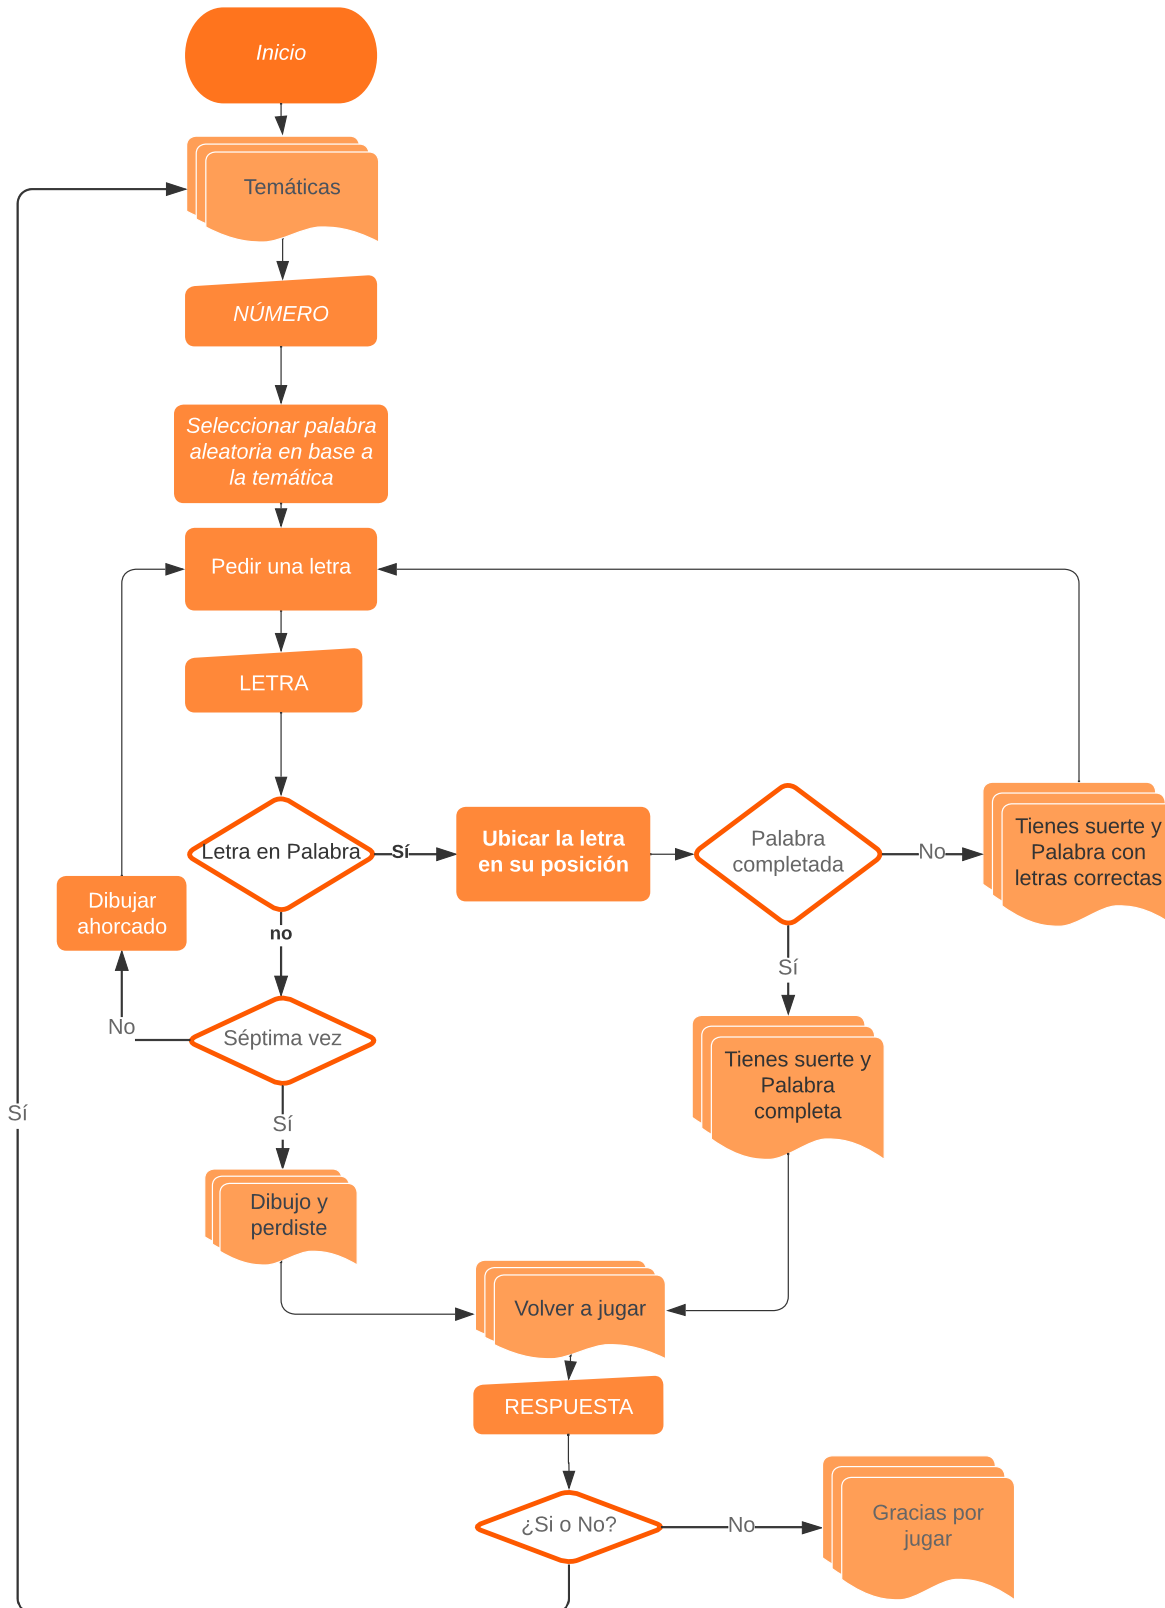 Inicio
Temáticas
NÚMERO
Seleccionar palabra
aleatoria en base a
la temática
Pedir una letra
LETRA
Letra en Palabra
Sí
Ubicar la letra
en su posición
Palabra
completada
No
Tienes suerte y
Palabra con
letras correctas
Dibujar
ahorcado
no
Sí
No
Séptima vez
Tienes suerte y
Palabra
completa
Sí
Sí
Dibujo y
perdiste
Volver a jugar
RESPUESTA
¿Si o No?
No
Gracias por
jugar